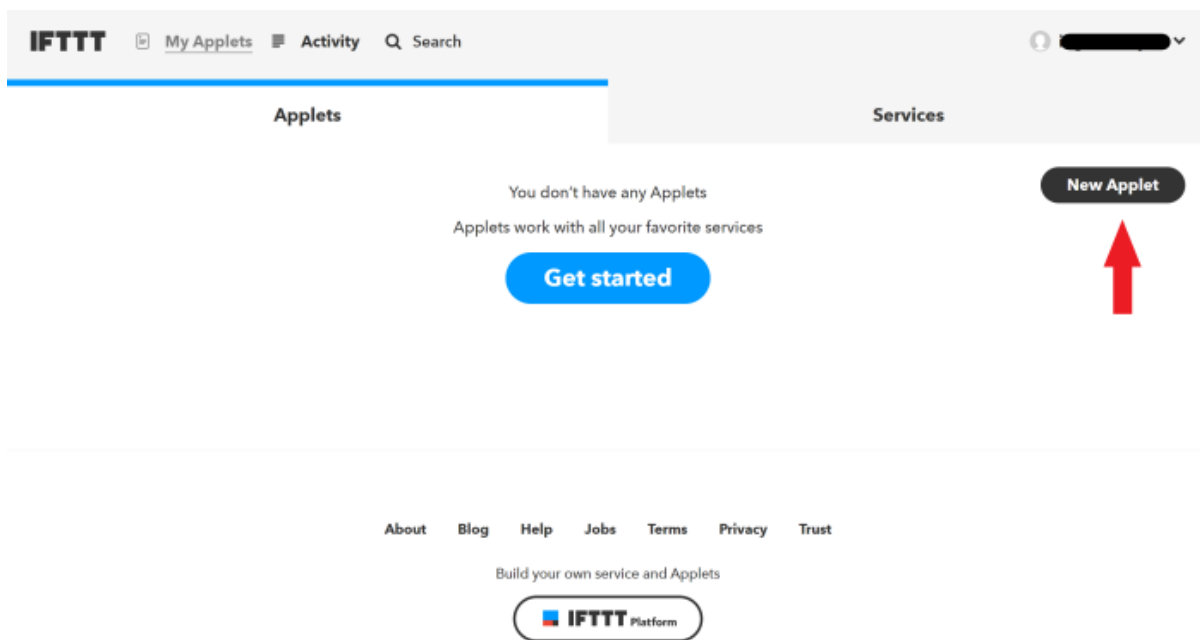 IFTTT My Applets Activity Search
Applets Services
You don't have any Applets
New Applet
Applets work with all your favorite services
Get started
About Blog Help Jobs Terms Privacy Trust
Build your own service and Applets
IFTTT Platform